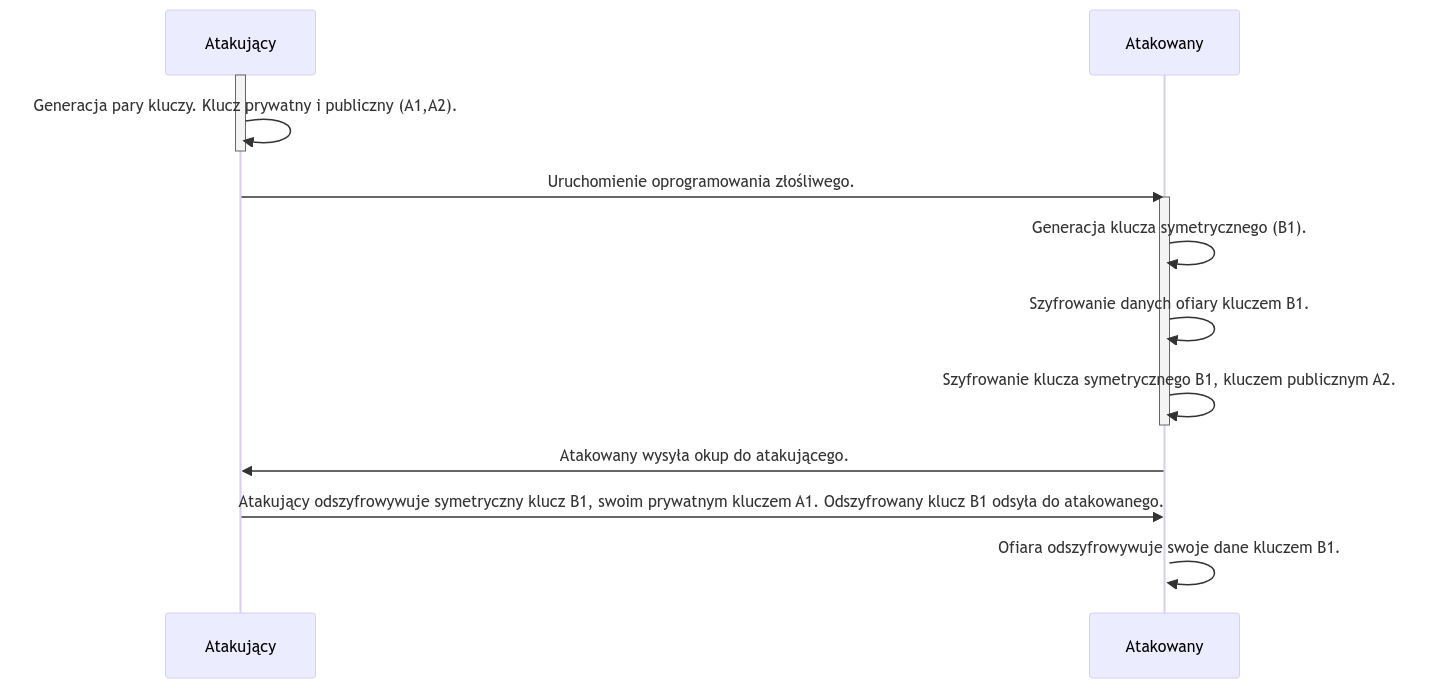 Atakujący
Atakowany
Generacja pary kluczy. Klucz prywatny i publiczny (A1,A2).
Uruchomienie oprogramowania złośliwego.
Generacja klucza symetrycznego (B1).
Szyfrowanie danych ofiary kluczem B1.
Szyfrowanie klucza symetrycznego B1, kluczem publicznym A2.
Atakowany wysyła okup do atakującego.
Atakujący odszyfrowywuje symetryczny klucz B1, swoim prywatnym kluczem A1. Odszyfrowany klucz B1 odsyła do atakowanego.
Ofiara odszyfrowywuje swoje dane kluczem B1.
Atakujący
Atakowany